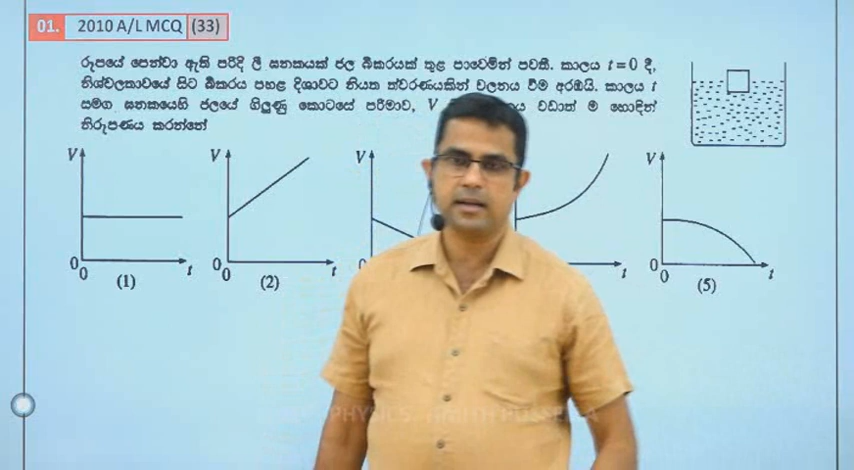 01. 2010 A/L MCQ (33)
රූපයේ පෙන්වා ඇති පරිදි ලී ඝනකයක් ජල බීකරයක් තුළ පාවෙමින් පවතී. කාලය t = 0 දී,
නිශ්චලතාවයේ සිට බීකරය පහළ දිශාවට නියත ත්වරණයකින් චලනය වීම අරඹයි. කාලය t
සමග ඝනකයෙහි ජලයේ ගිලුණු කොටසේ පරිමාව, V වඩාත් ම හොඳින්
නිරූපණය කරන්නේ
V V V V
0 0 0
0 t 0 t t 0 t
(1) (2) (5)